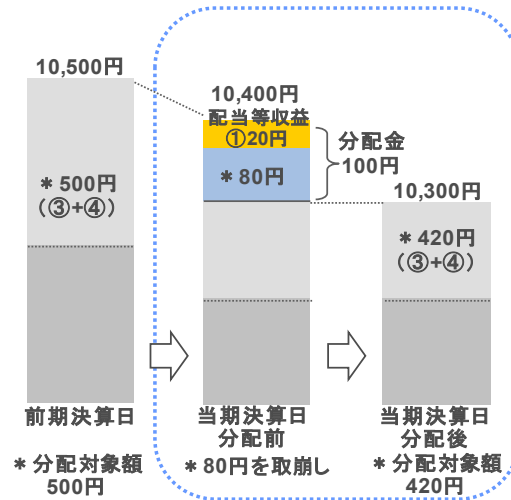 10,500円
10,400円
配当等収益
①20円
分配金
100円
*500円
(③+④)
*80円
10,300円
*420円
(③+④)
前期決算日
当期決算日
分配前
当期決算日
分配後
*分配対象額
500円
*80円を取崩し
*分配対象額
420円